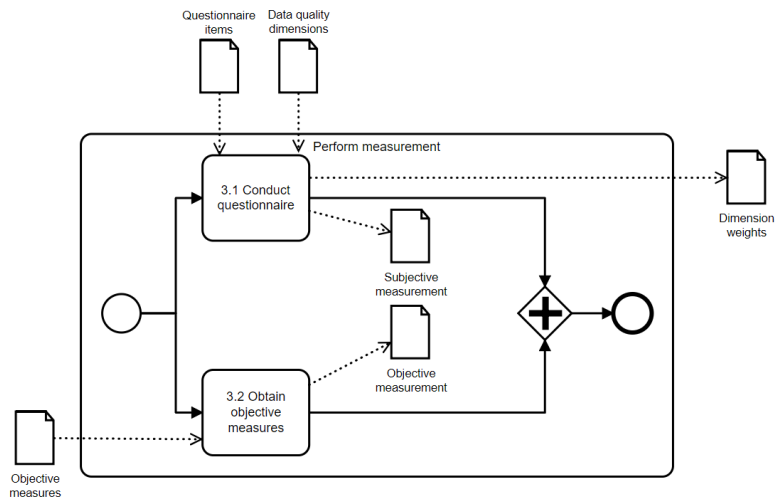 Questionnaire
items
Data quality
dimensions
Perform measurement
3.1 Conduct
questionnaire
Dimension
weights
Subjective
measurement
Objective
measurement
3.2 Obtain
objective
measures
Objective
measures